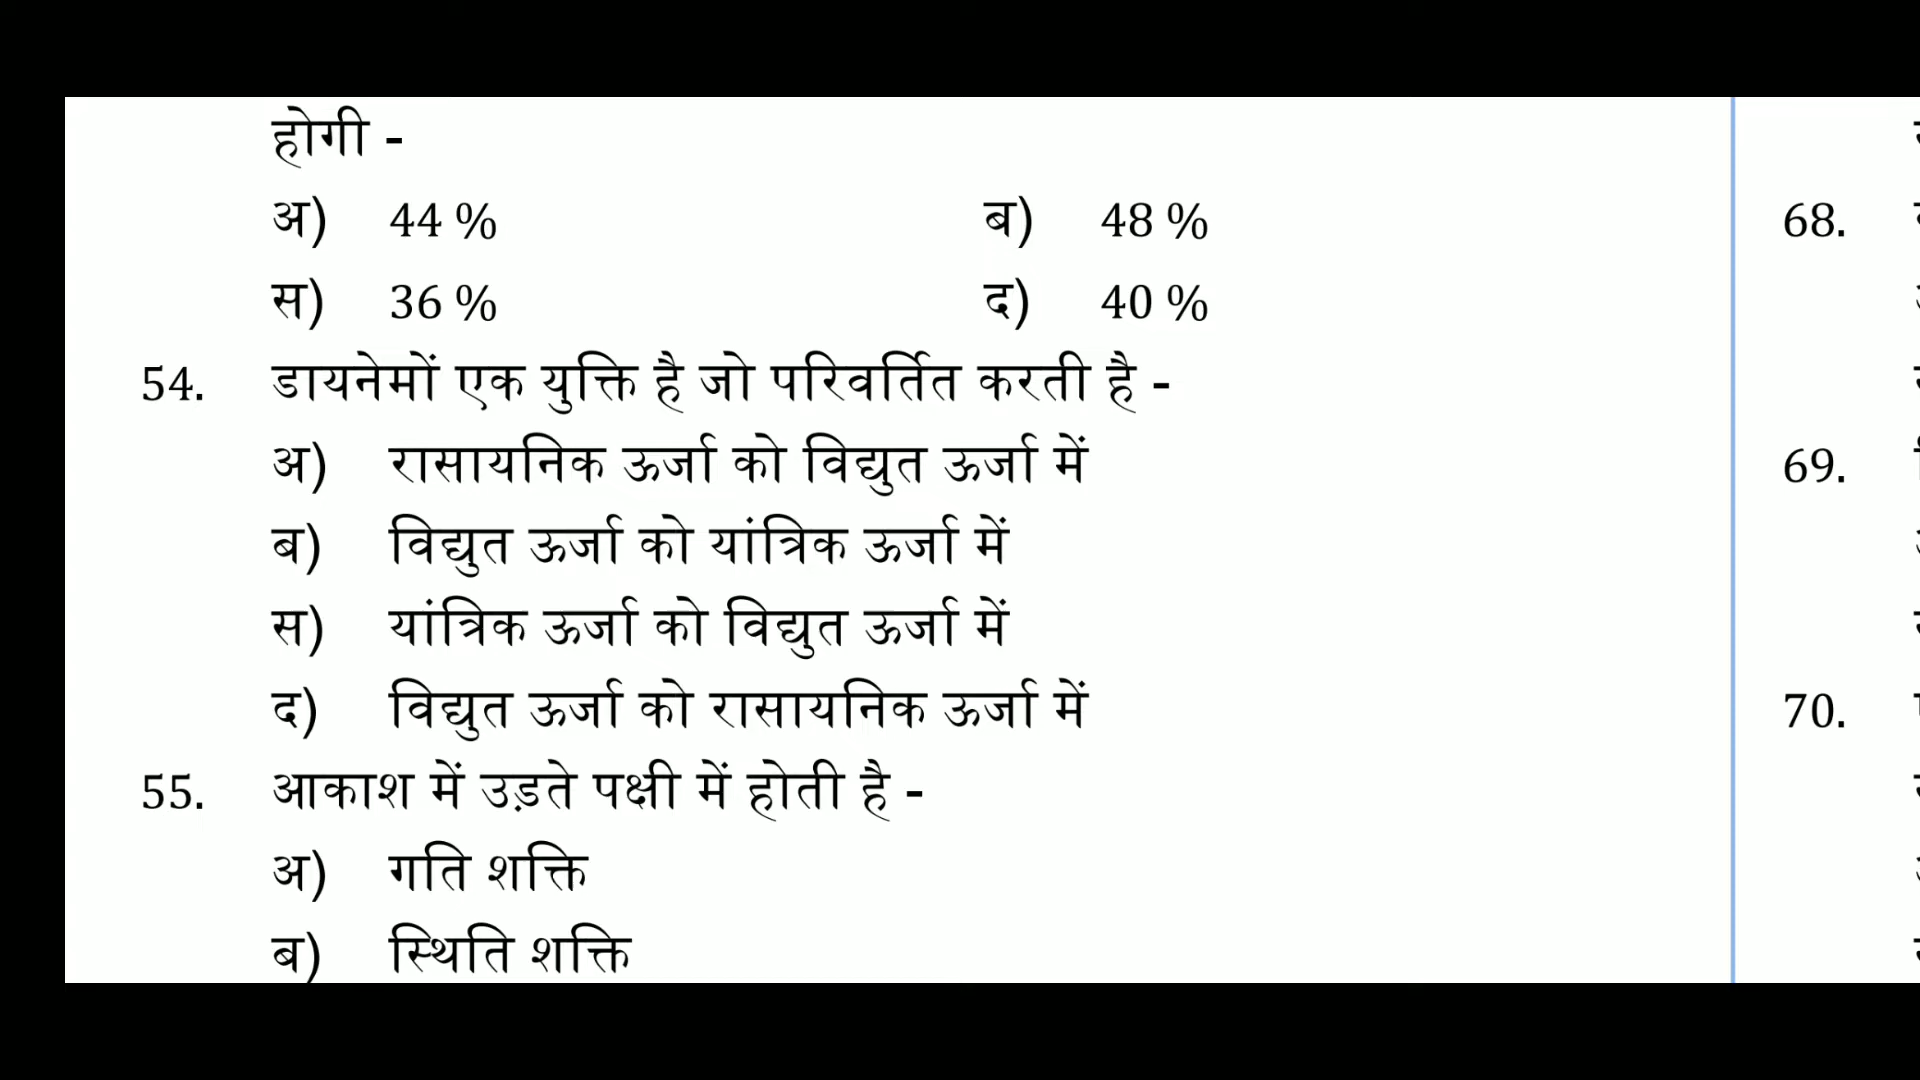 होगी -
अ) 44 % ब) 48 %
स) 36 % द) 40 %
54. डायनेमों एक युक्ति है जो परिवर्तित करती है -
अ) रासायनिक ऊर्जा को विद्युत ऊर्जा में
ब) विद्युत ऊर्जा को यांत्रिक ऊर्जा में
स) यांत्रिक ऊर्जा को विद्युत ऊर्जा में
द) विद्युत ऊर्जा को रासायनिक ऊर्जा में
55. आकाश में उड़ते पक्षी में होती है -
अ) गति शक्ति
ब) स्थिति शक्ति
68.
69.
70.